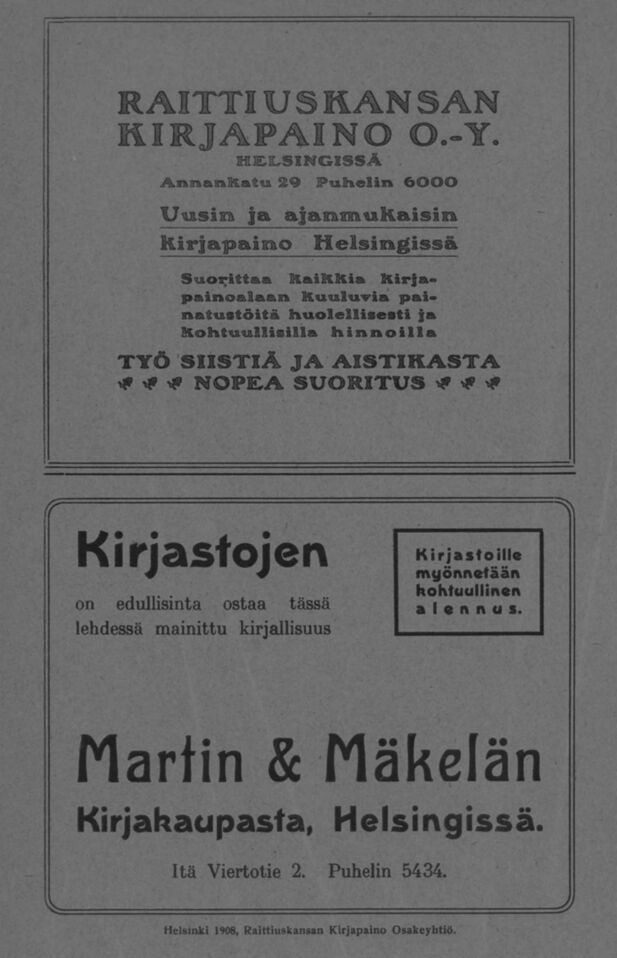 RAITTIUSKANSAN
KIRJAPAINO O.-Y.
HELSINGISSÄ
Annankatu 29 Puhelin 6000
Uusin ja ajanmukaisin
Kirjapaino Helsingissä
Suorittaa kaikkia kirja-
painoalaan kuuluvia pai-
natustöitä huolellisesti ja
kohtuullisilla hinnoilla
TYÖ SIISTIÄ JA AISTIKASTA
NOPEA SUORITUS
Kirjastojen
on edullisinta ostaa tässä
lehdessä mainittu kirjallisuus
Kirjastoille
myönnetään
kohtuullinen
alennus.
Martin & Mäkelän
Kirjakaupasta, Helsingissä.
Itä Viertotie 2. Puhelin 5434.
Helsinki 1908, Raittiuskansan Kirjapaino Osakeyhtiö.